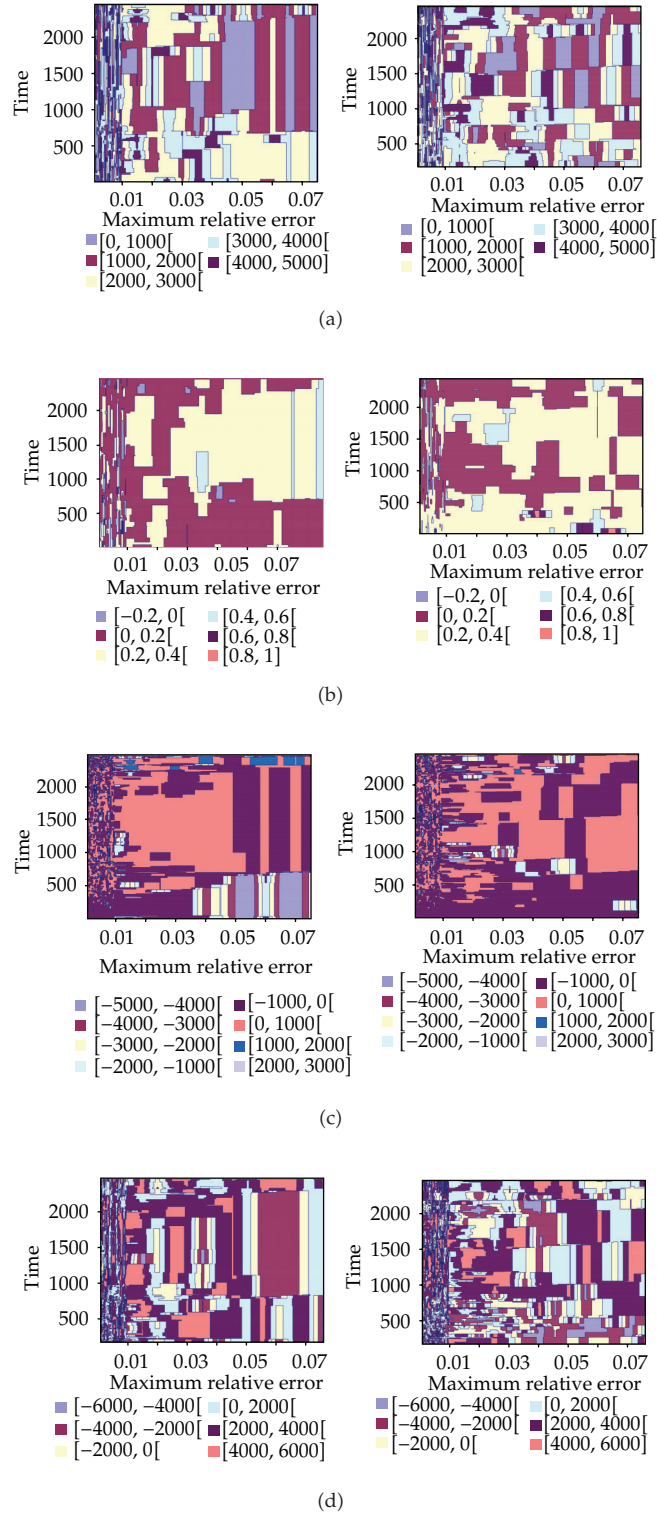 2000
1500
1000
500
Time
0.01 0.03 0.05 0.07
Maximum relative error
[0, 1000[
[1000, 2000[
[2000, 3000[
[3000, 4000[
[4000, 5000]
2000
1500
1000
500
Time
0.01 0.03 0.05 0.07
Maximum relative error
[0, 1000[
[1000, 2000[
[2000, 3000[
[3000, 4000[
[4000, 5000]
(a)
2000
1500
1000
500
Time
0.01 0.03 0.05 0.07
Maximum relative error
[−0.2, 0[
[0, 0.2[
[0.2, 0.4[
[0.4, 0.6[
[0.6, 0.8[
[0.8, 1]
2000
1500
1000
500
Time
0.01 0.03 0.05 0.07
Maximum relative error
[−0.2, 0[
[0, 0.2[
[0.2, 0.4[
[0.4, 0.6[
[0.6, 0.8[
[0.8, 1]
(b)
2000
1500
1000
500
Time
0.01 0.03 0.05 0.07
Maximum relative error
[−5000, −4000[
[−4000, −3000[
[−3000, −2000[
[−2000, −1000[
[−1000, 0[
[0, 1000[
[1000, 2000[
[2000, 3000]
2000
1500
1000
500
Time
0.01 0.03 0.05 0.07
Maximum relative error
[−5000, −4000[
[−4000, −3000[
[−3000, −2000[
[−2000, −1000[
[−1000, 0[
[0, 1000[
[1000, 2000[
[2000, 3000]
(c)
2000
1500
1000
500
Time
0.01 0.03 0.05 0.07
Maximum relative error
[−6000, −4000[
[−4000, −2000[
[−2000, 0[
[0, 2000[
[2000, 4000[
[4000, 6000]
2000
1500
1000
500
Time
0.01 0.03 0.05 0.07
Maximum relative error
[−6000, −4000[
[−4000, −2000[
[−2000, 0[
[0, 2000[
[2000, 4000[
[4000, 6000]
(d)